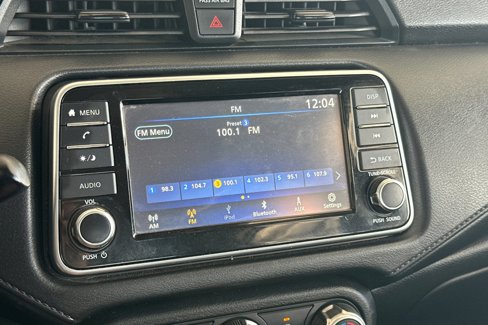 PASS AIR BAG
MENU
AUDIO
VOL
PUSH
FM
12:04
FM Menu
Preset 3
100.1 FM
1 98.3 2 104.7 3 100.1 4 102.3 5 95.1 6 107.9
AM FM iPod Bluetooth AUX Settings
DISP
BACK
TUNE·SCROLL
PUSH SOUND